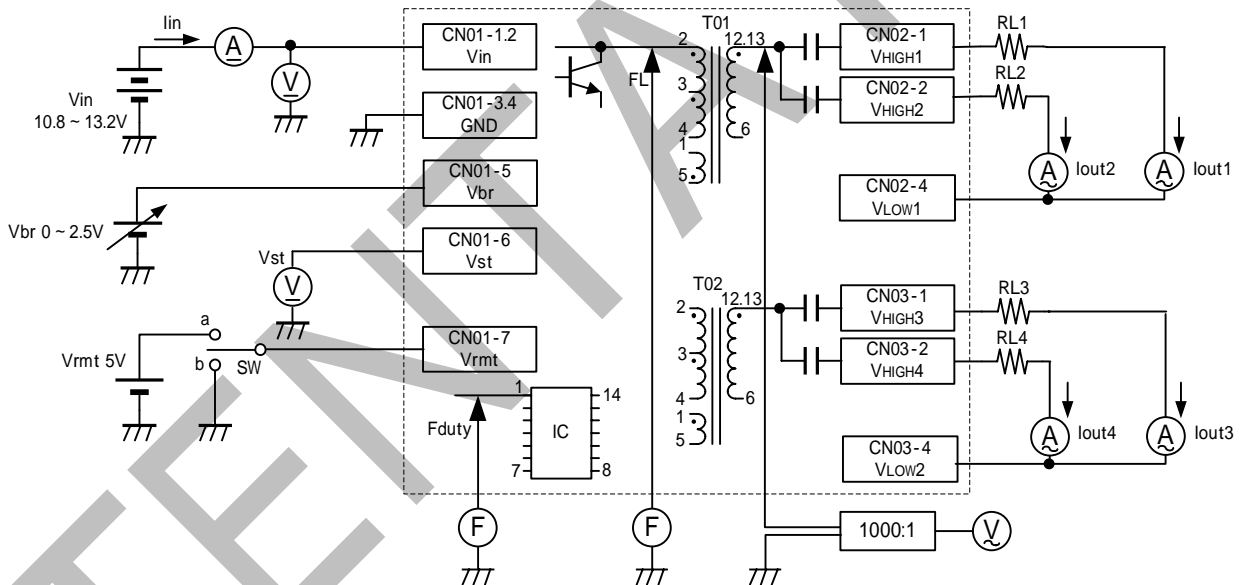 Iin
A
V
Vin
10.8 ~ 13.2V
CN01-1.2
Vin
CN01-3.4
GND
CN01-5
Vbr
Vbr 0 ~ 2.5V
CN01-6
Vst
Vst
V
a
b
SW
Vrmt 5V
CN01-7
Vrmt
Fduty
1
14
7
8
IC
F
F
FL
T01
2
3
4
1
5
12.13
6
CN02-1
VHIGH1
CN02-2
VHIGH2
RL1
RL2
A
Iout2
A
Iout1
CN02-4
VLOW1
T02
2
3
4
1
5
12.13
6
CN03-1
VHIGH3
CN03-2
VHIGH4
RL3
RL4
A
Iout4
A
Iout3
CN03-4
VLOW2
1000:1
V
TENTA